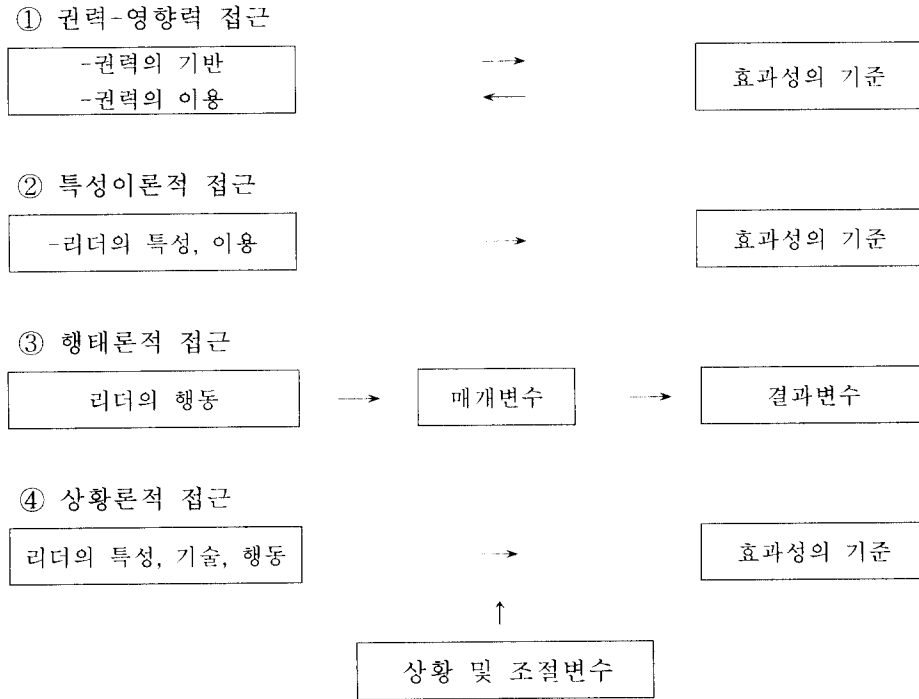 ① 권력-영향력 접근
-권력의 기반
-권력의 이용
효과성의 기준
② 특성이론적 접근
-리더의 특성, 이용
효과성의 기준
③ 행태론적 접근
리더의 행동
매개변수
결과변수
④ 상황론적 접근
리더의 특성, 기술, 행동
효과성의 기준
상황 및 조절변수